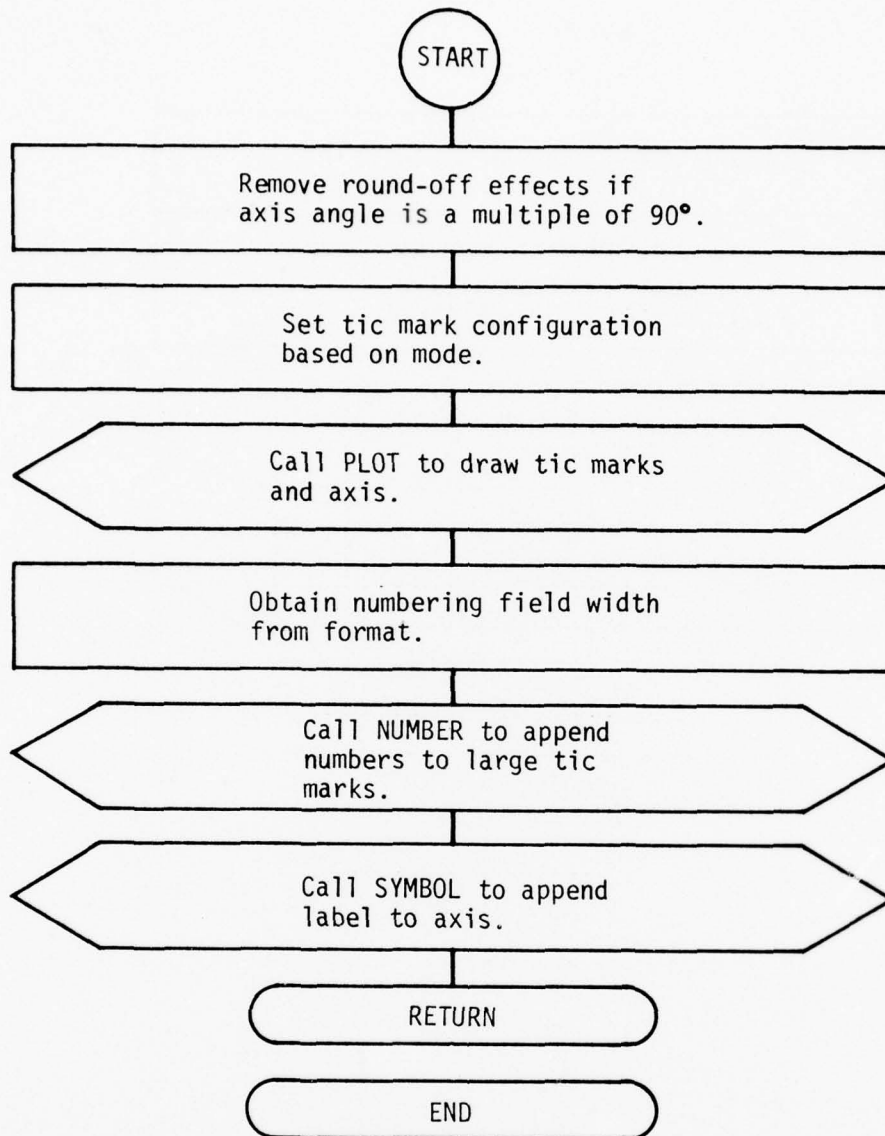 START
Remove round-off effects if
axis angle is a multiple of 90°.
Set tic mark configuration
based on mode.
Call PLOT to draw tic marks
and axis.
Obtain numbering field width
from format.
Call NUMBER to append
numbers to large tic
marks.
Call SYMBOL to append
label to axis.
RETURN
END